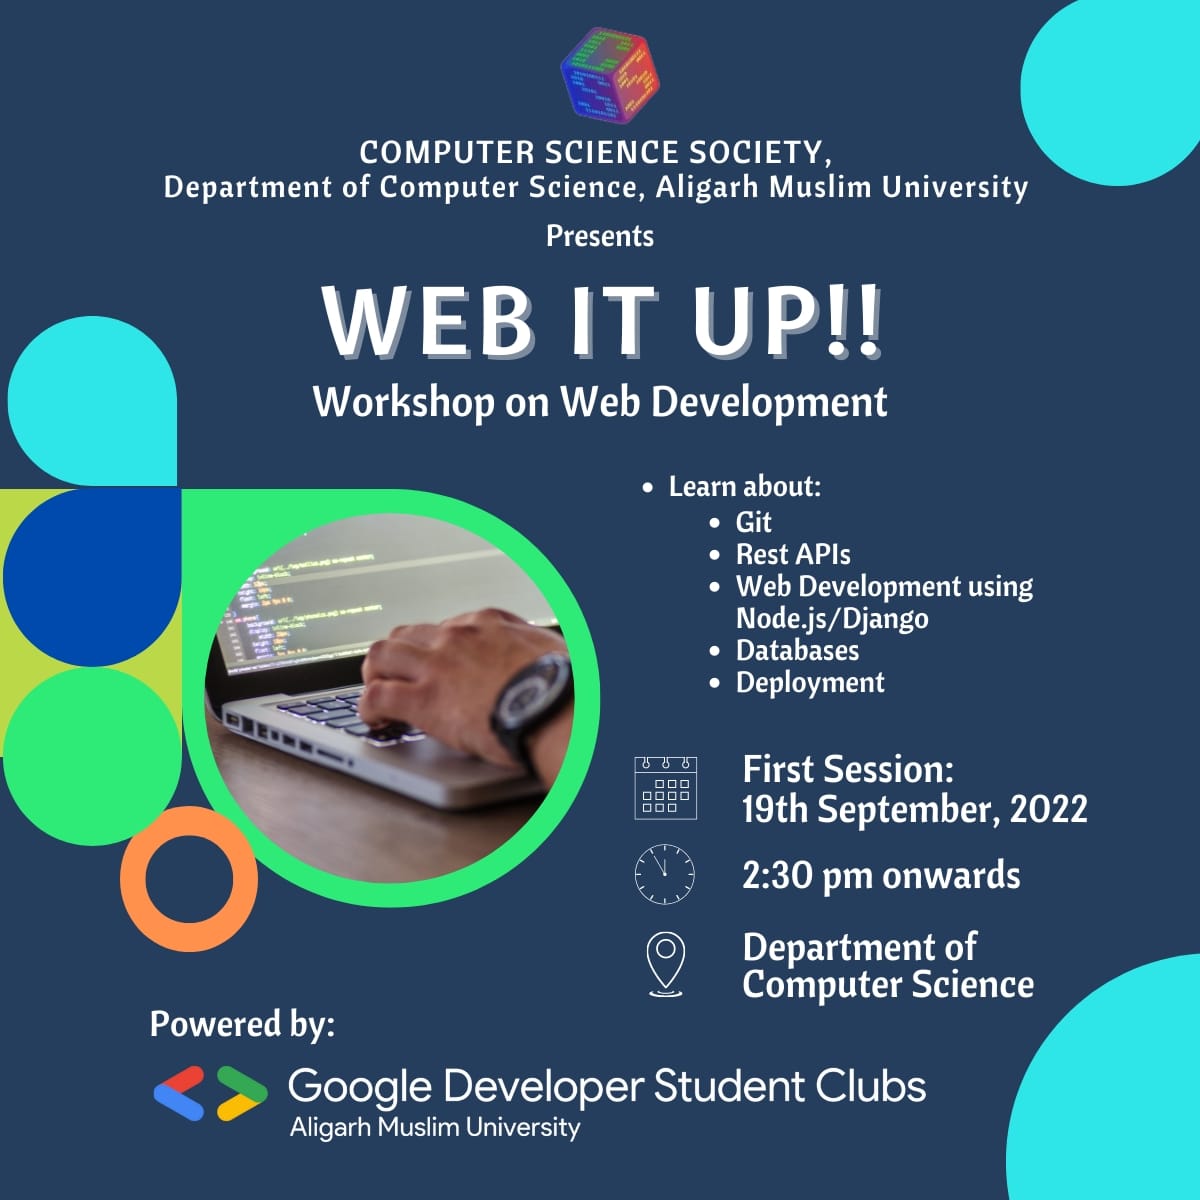 COMPUTER SCIENCE SOCIETY,
Department of Computer Science, Aligarh Muslim University
Presents
WEB IT UP!!
Workshop on Web Development
Learn about:
Git
Rest APIs
Web Development using
Node.js/Django
Databases
Deployment
First Session:
19th September, 2022
2:30 pm onwards
Department of
Computer Science
Powered by:
Google Developer Student Clubs
Aligarh Muslim University